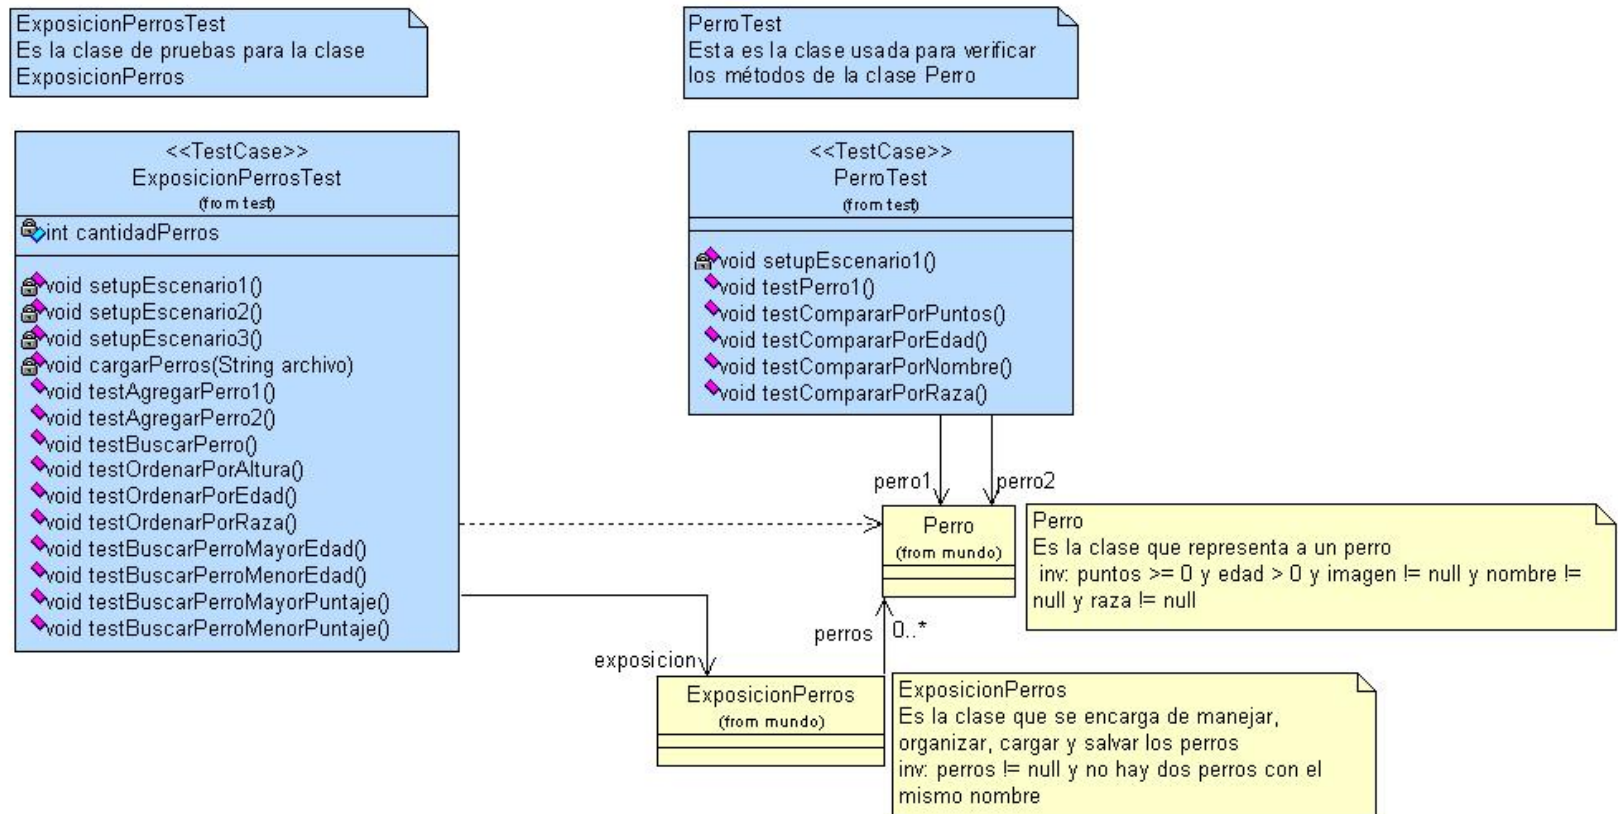 ExposicionPerrosTest
Es la clase de pruebas para la clase
ExposicionPerros
PerroTest
Esta es la clase usada para verificar
los métodos de la clase Perro
<<TestCase>>
ExposicionPerrosTest
(from test)
int cantidadPerros
void setupEscenario1()
void setupEscenario2()
void setupEscenario3()
void cargarPerros(String archivo)
void testAgregarPerro1()
void testAgregarPerro2()
void testBuscarPerro()
void testOrdenarPorAltura()
void testOrdenarPorEdad()
void testOrdenarPorRaza()
void testBuscarPerroMayorEdad()
void testBuscarPerroMenorEdad()
void testBuscarPerroMayorPuntaje()
void testBuscarPerroMenorPuntaje()
<<TestCase>>
PerroTest
(from test)
void setupEscenario1()
void testPerro1()
void testCompararPorPuntos()
void testCompararPorEdad()
void testCompararPorNombre()
void testCompararPorRaza()
perro1
perro2
Perro
(from mundo)
Perro
Es la clase que representa a un perro
inv: puntos >= 0 y edad > 0 y imagen != null y nombre !=
null y raza != null
perros
0..*
exposicion
ExposicionPerros
(from mundo)
ExposicionPerros
Es la clase que se encarga de manejar,
organizar, cargar y salvar los perros
inv: perros != null y no hay dos perros con el
mismo nombre